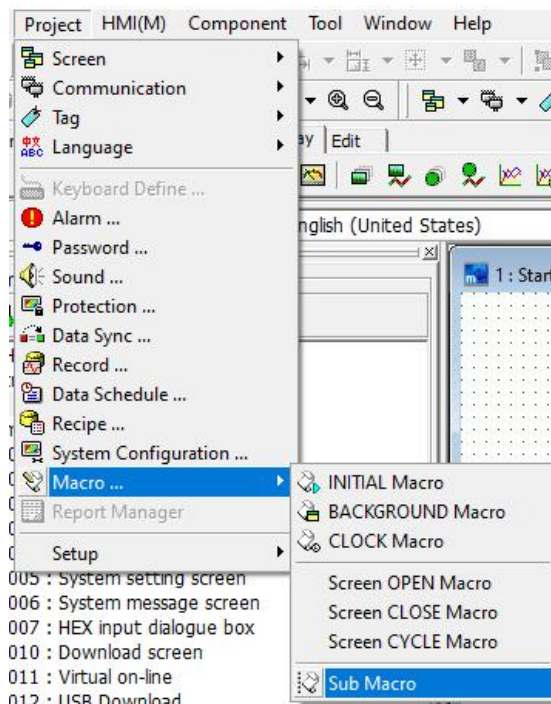 Project HMI(M) Component Tool Window Help
Screen
Communication
Tag
Language
Edit
Keyboard Define ...
Alarm ...
Password ...
Sound ...
Protection ...
Data Sync ...
Record ...
Data Schedule ...
Recipe ...
System Configuration ...
Macro ...
Report Manager
Setup
nglish (United States)
1 : Start
INITIAL Macro
BACKGROUND Macro
CLOCK Macro
Screen OPEN Macro
Screen CLOSE Macro
Screen CYCLE Macro
Sub Macro
005 : System setting screen
006 : System message screen
007 : HEX input dialogue box
010 : Download screen
011 : Virtual on-line
012 : USB Download